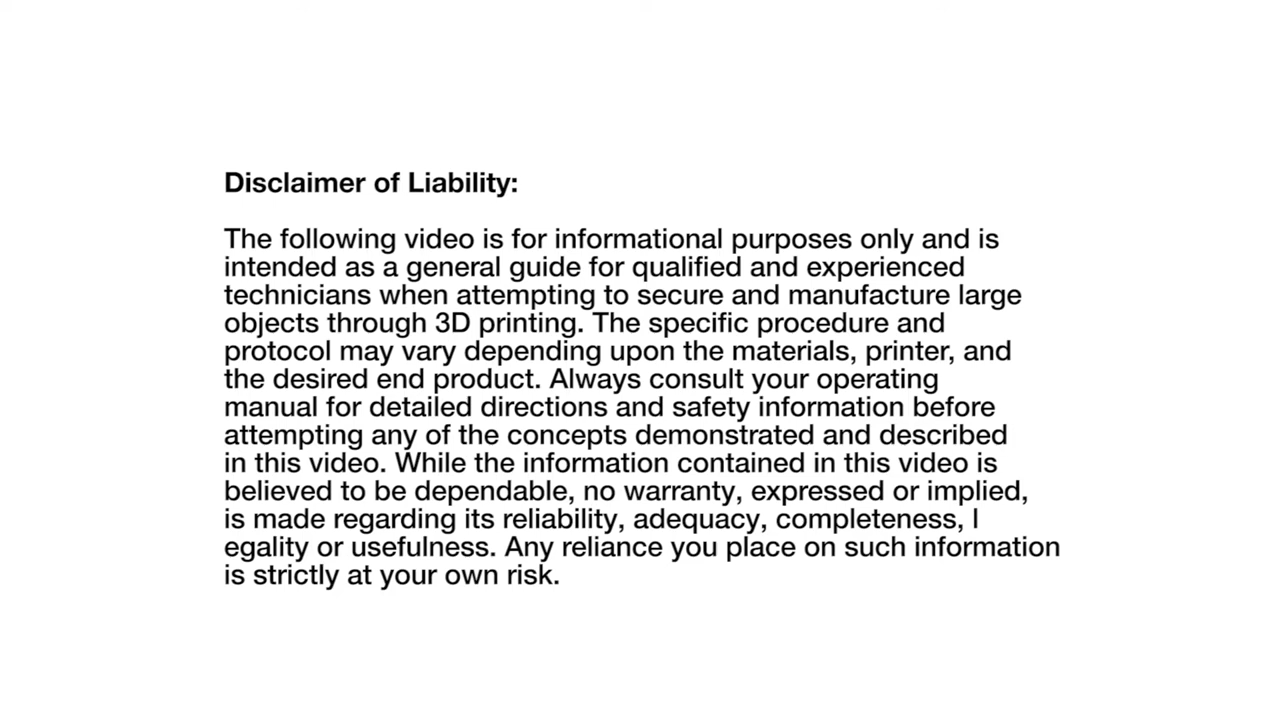 Disclaimer of Liability:
The following video is for informational purposes only and is
intended as a general guide for qualified and experienced
technicians when attempting to secure and manufacture large
objects through 3D printing. The specific procedure and
protocol may vary depending upon the materials, printer, and
the desired end product. Always consult your operating
manual for detailed directions and safety information before
attempting any of the concepts demonstrated and described
in this video. While the information contained in this video is
believed to be dependable, no warranty, expressed or implied,
is made regarding its reliability, adequacy, completeness, l
egality or usefulness. Any reliance you place on such information
is strictly at your own risk.